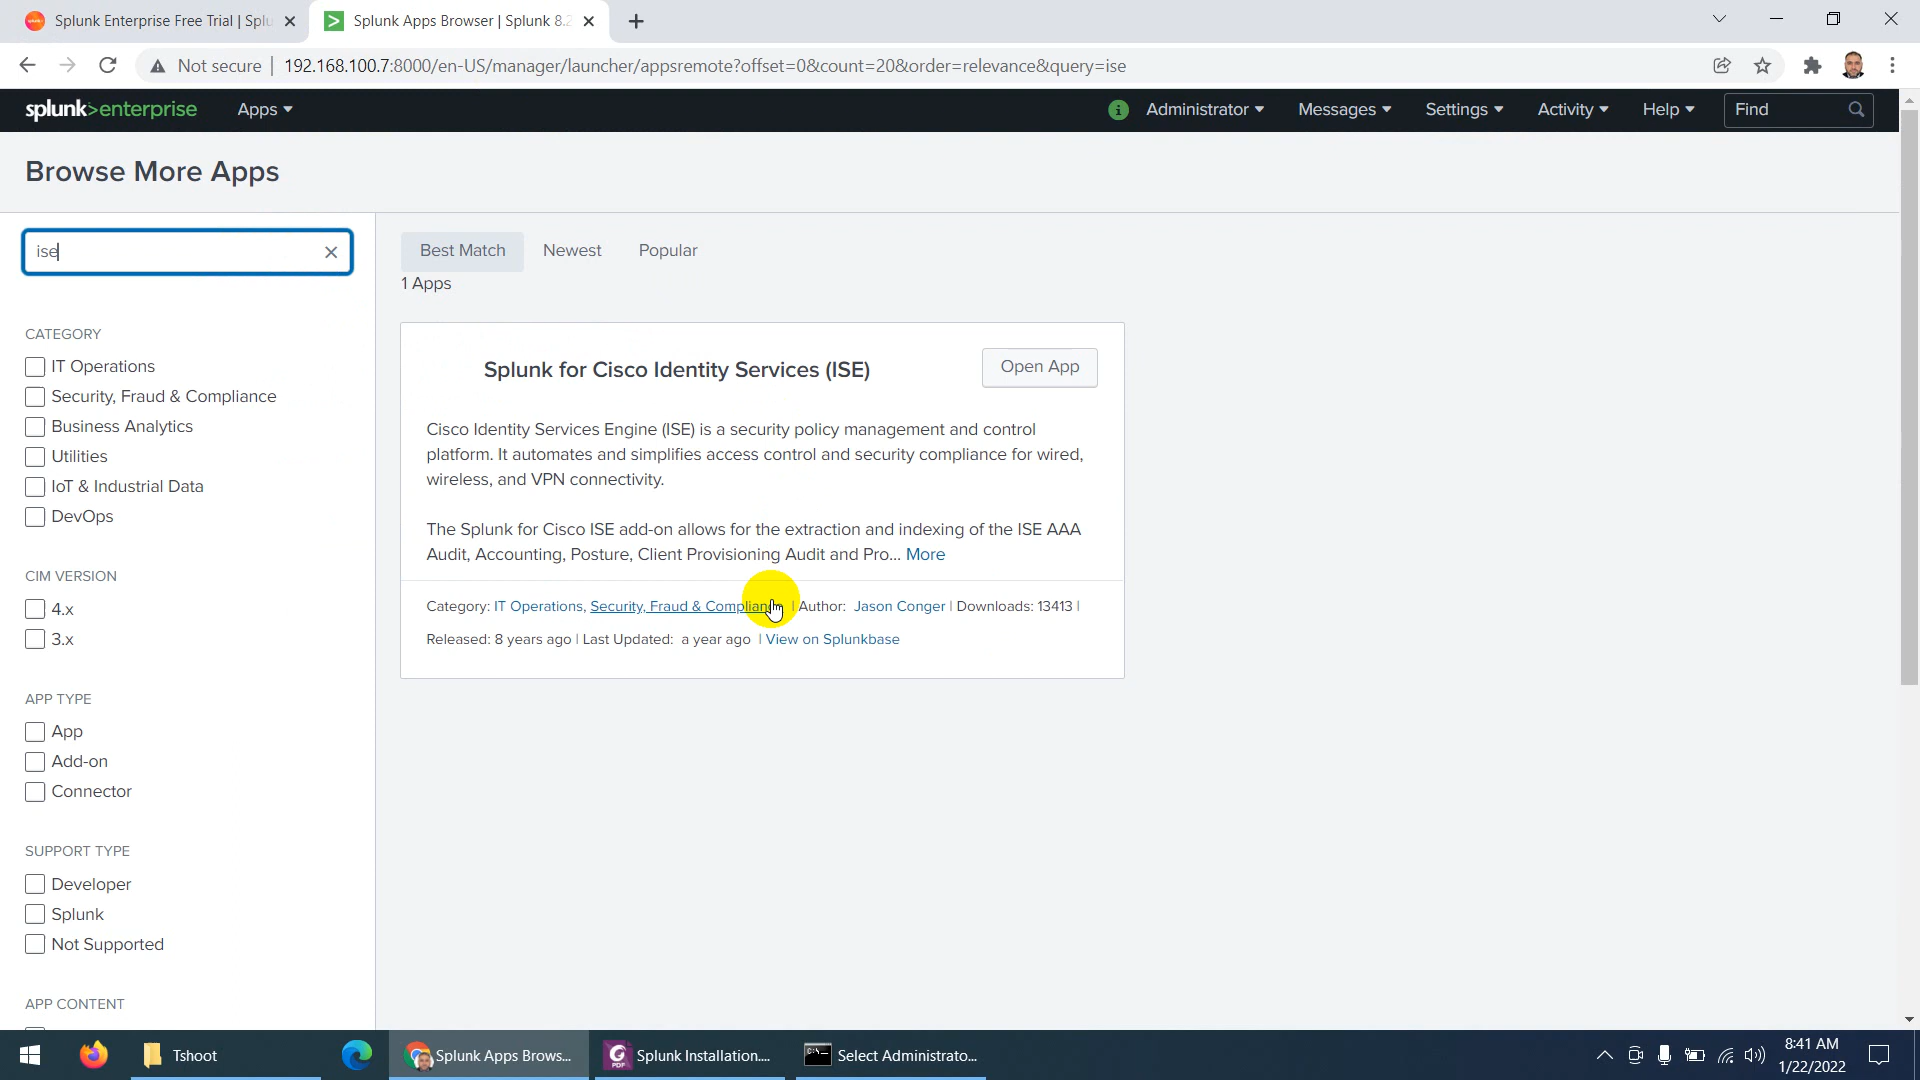 Splunk Enterprise Free Trial | Splu
Splunk Apps Browser | Splunk 8.2
Not secure | 192.168.100.7:8000/en-US/manager/launcher/appsremote?offset=0&count=20&order=relevance&query=ise
splunk>enterprise Apps Administrator Messages Settings Activity Help Find
Browse More Apps
ise
Best Match Newest Popular
1 Apps
CATEGORY
IT Operations
Security, Fraud & Compliance
Business Analytics
Utilities
IoT & Industrial Data
DevOps
CIM VERSION
4.x
3.x
APP TYPE
App
Add-on
Connector
SUPPORT TYPE
Developer
Splunk
Not Supported
APP CONTENT
Splunk for Cisco Identity Services (ISE)
Open App
Cisco Identity Services Engine (ISE) is a security policy management and control
platform. It automates and simplifies access control and security compliance for wired,
wireless, and VPN connectivity.
The Splunk for Cisco ISE add-on allows for the extraction and indexing of the ISE AAA
Audit, Accounting, Posture, Client Provisioning Audit and Pro... More
Category: IT Operations, Security, Fraud & Compliance | Author: Jason Conger | Downloads: 13413 |
Released: 8 years ago | Last Updated: a year ago | View on Splunkbase
Tshoot
Splunk Apps Brows...
Splunk Installation....
Select Administrato...
8:41 AM
1/22/2022